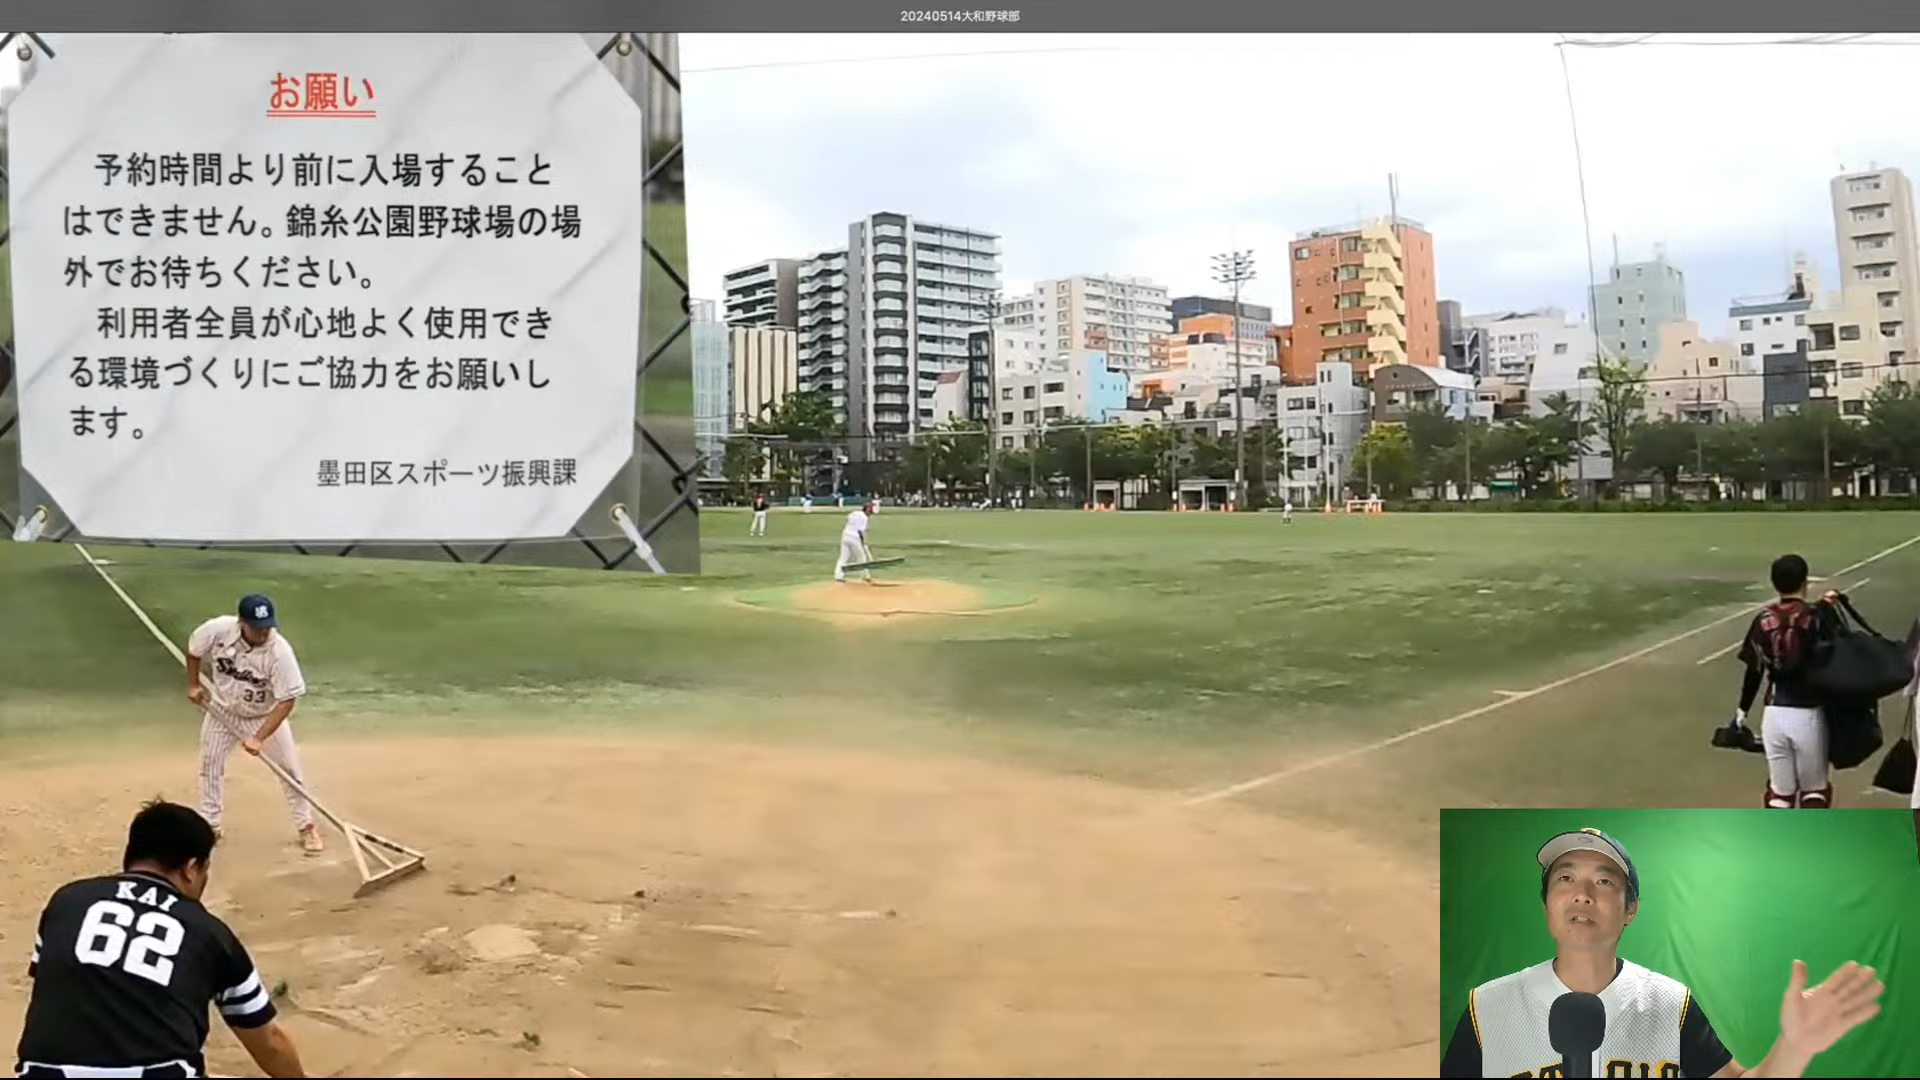 20240514大和野球部
お願い
予約時間より前に入場すること
はできません。錦糸公園野球場の場
外でお待ちください。
利用者全員が心地よく使用でき
る環境づくりにご協力をお願いし
ます。
墨田区スポーツ振興課
33
KAI
62